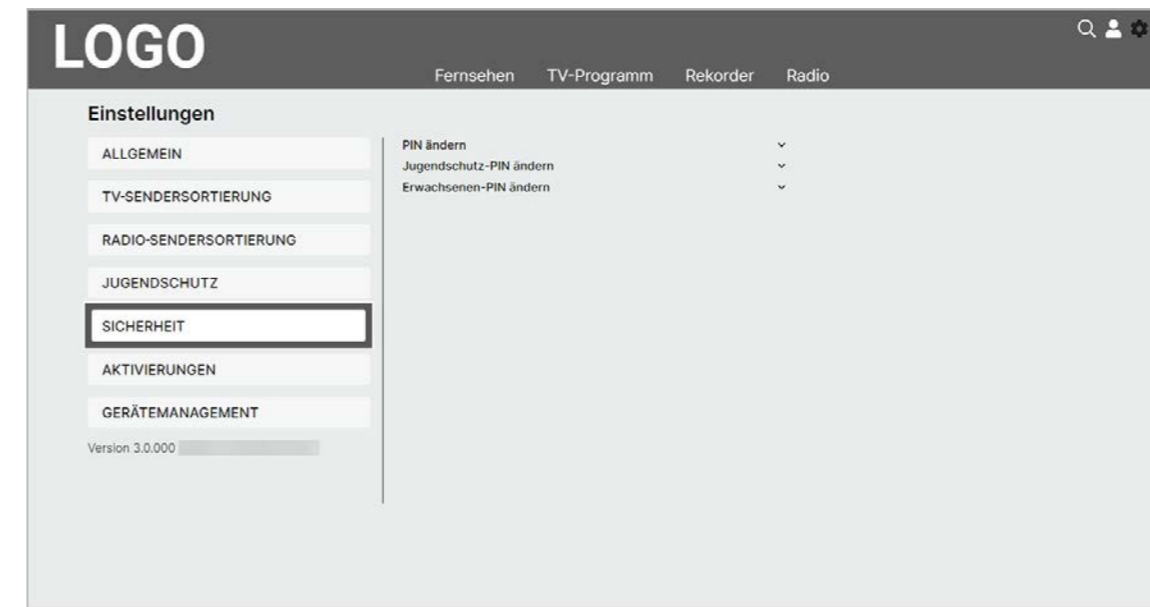 LOGO
Fernsehen TV-Programm Rekorder Radio
Einstellungen
ALLGEMEIN
TV-SENDERSORTIERUNG
RADIO-SENDERSORTIERUNG
JUGENDSCHUTZ
SICHERHEIT
AKTIVIERUNGEN
GERÄTEMANAGEMENT
Version 3.0.000
PIN ändern
Jugendschutz-PIN ändern
Erwachsenen-PIN ändern